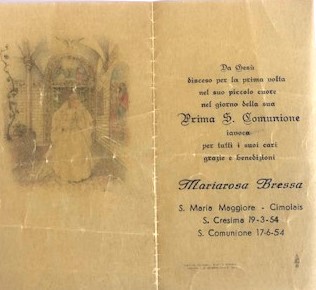 Da Gesù
disceso per la prima volta
nel suo piccolo cuore
nel giorno della sua
Prima S. Comunione
invoca
per tutti i suoi cari
grazie e benedizioni
Mariarosa Bressa
S. Maria Maggiore - Cimolais
S. Cresima 19-3-54
S. Comunione 17-6-54